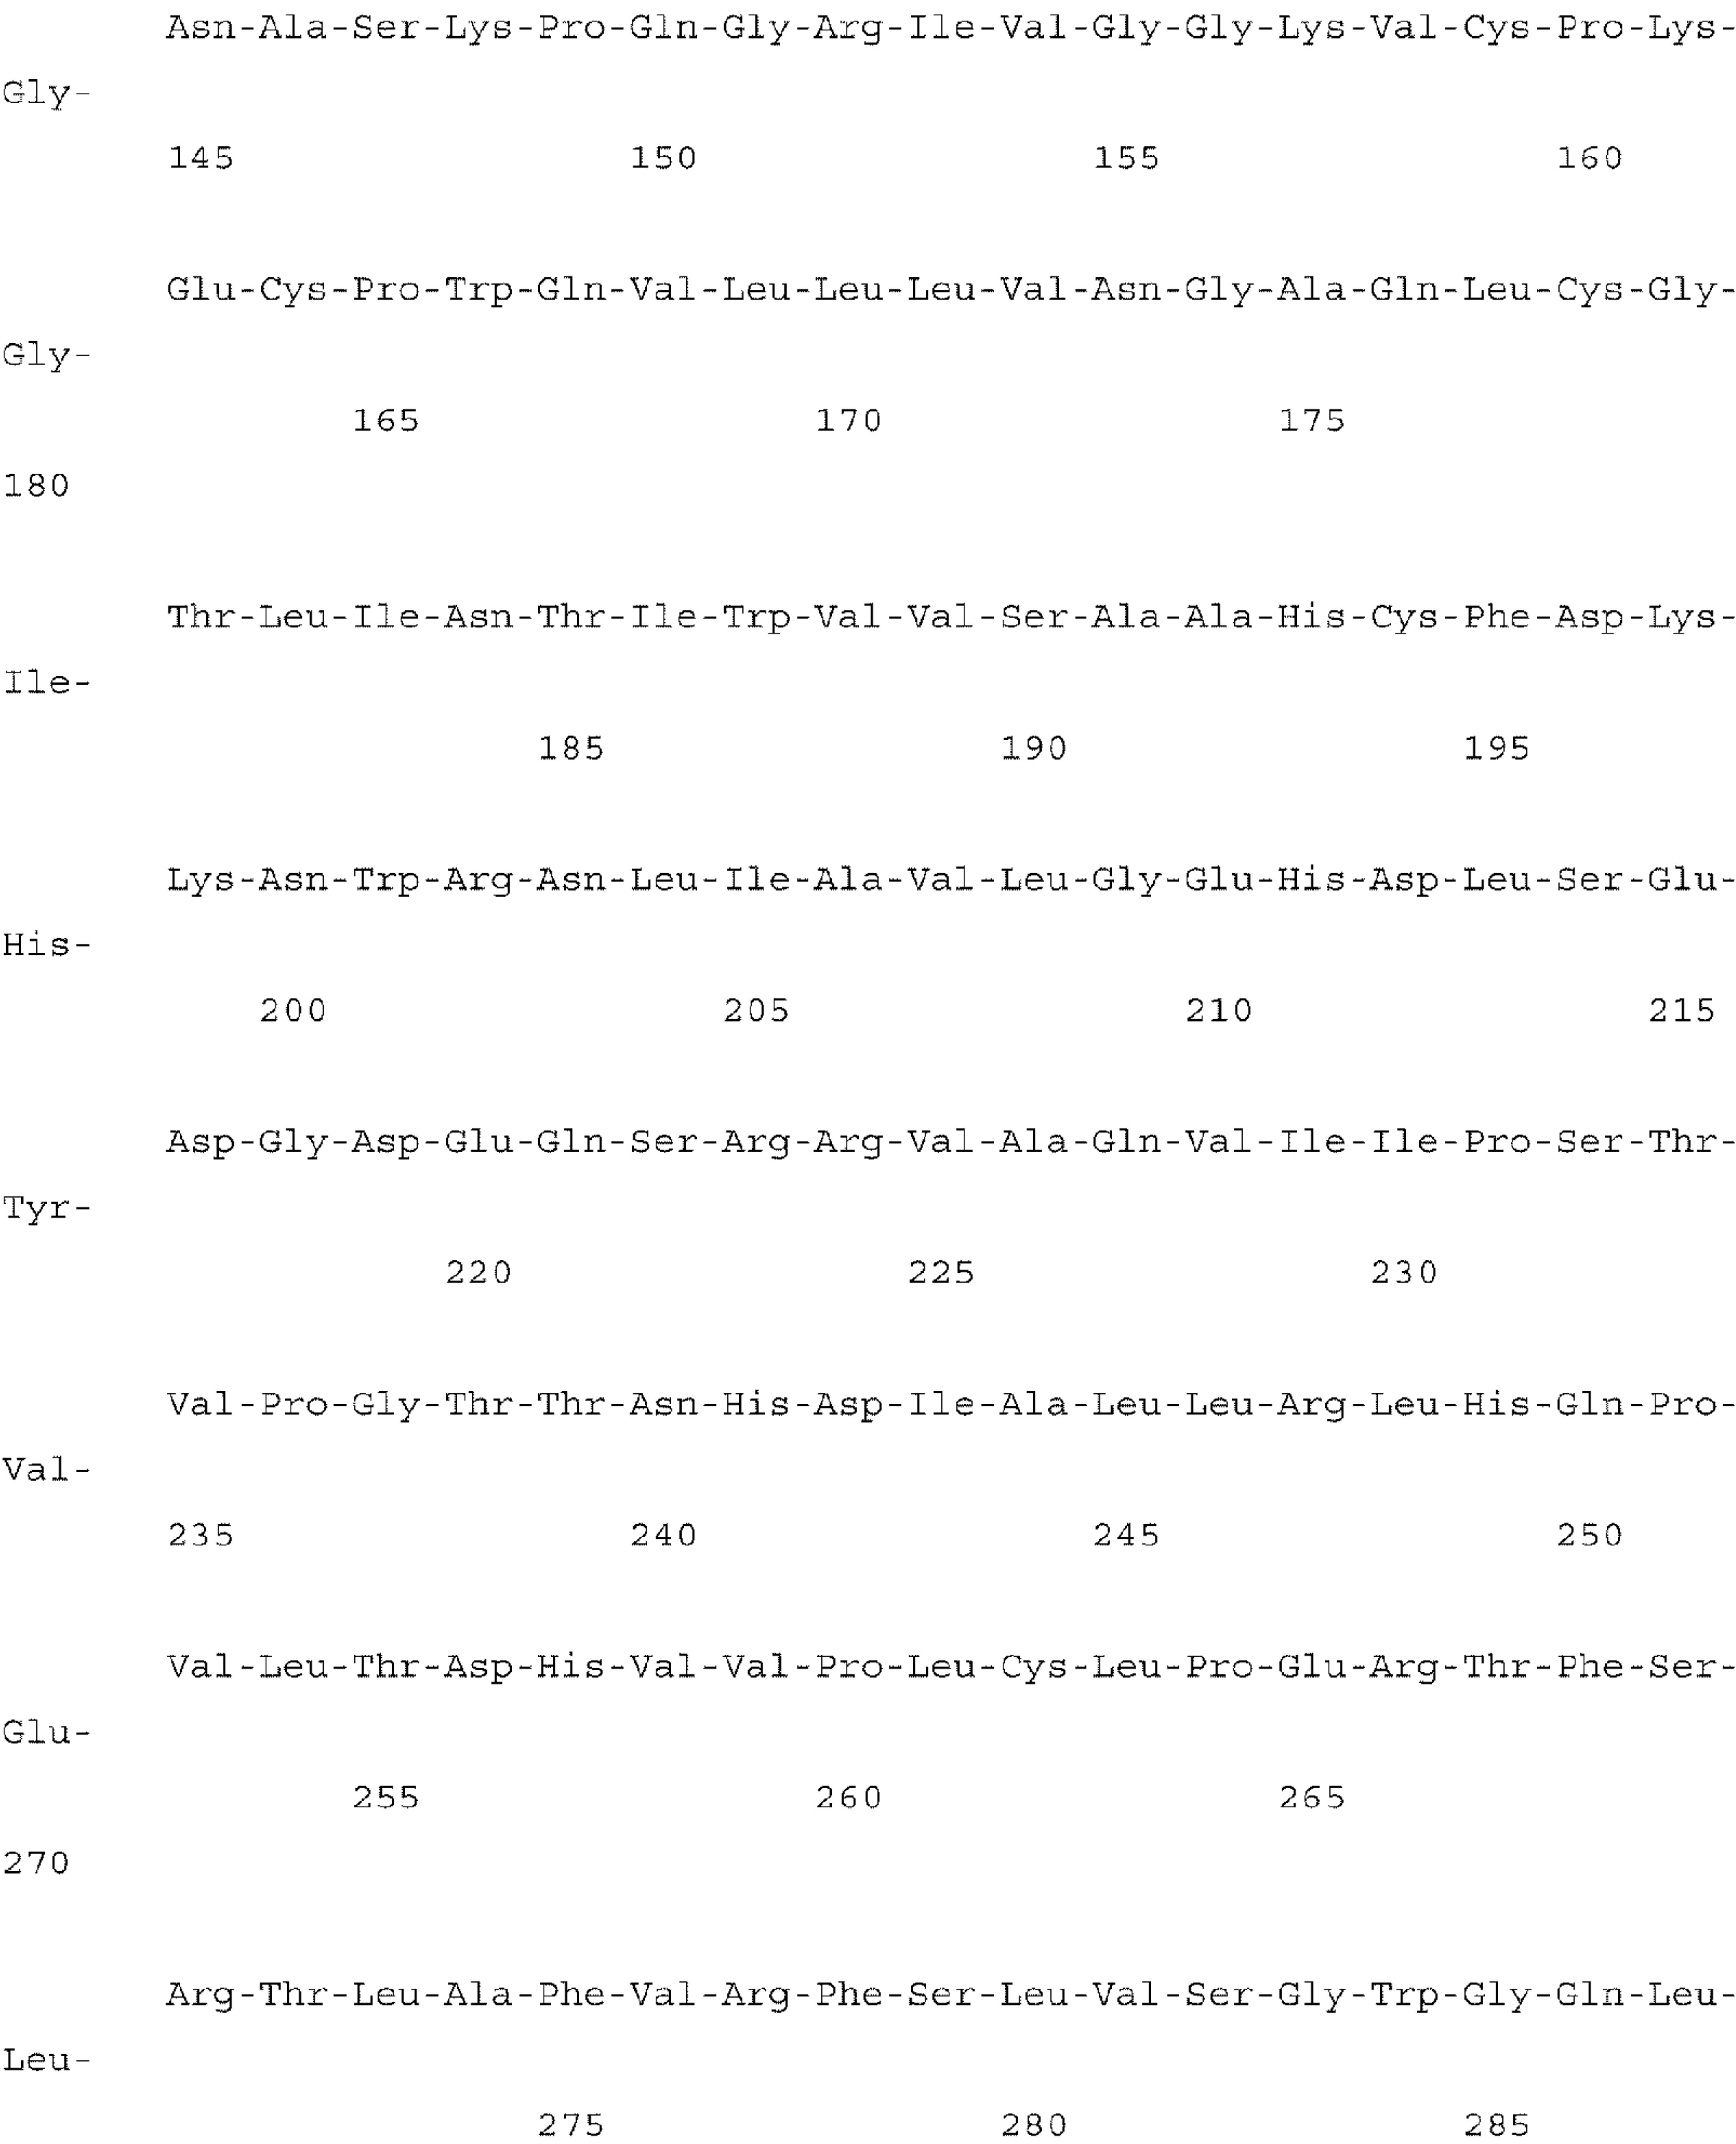 Asn-Ala-Ser-Lys-Pro-Gln-Gly-Arg-Ile-Val-Gly-Gly-Lys-Val-Cys-Pro-Lys-
Gly-
145 150 155 160
Glu-Cys-Pro-Trp-Gln-Val-Leu-Leu-Leu-Val-Asn-Gly-Ala-Gln-Leu-Cys-Gly-
Gly-
165 170 175
180
Thr-Leu-Ile-Asn-Thr-Ile-Trp-Val-Val-Ser-Ala-Ala-His-Cys-Phe-Asp-Lys-
Ile-
185 190 195
Lys-Asn-Trp-Arg-Asn-Leu-Ile-Ala-Val-Leu-Gly-Glu-His-Asp-Leu-Ser-Glu-
His-
200 205 210 215
Asp-Gly-Asp-Glu-Gln-Ser-Arg-Arg-Val-Ala-Gln-Val-Ile-Ile-Pro-Ser-Thr-
Tyr-
220 225 230
Val-Pro-Gly-Thr-Thr-Asn-His-Asp-Ile-Ala-Leu-Leu-Arg-Leu-His-Gln-Pro-
Val-
235 240 245 250
Val-Leu-Thr-Asp-His-Val-Val-Pro-Leu-Cys-Leu-Pro-Glu-Arg-Thr-Phe-Ser-
Glu-
255 260 265
270
Arg-Thr-Leu-Ala-Phe-Val-Arg-Phe-Ser-Leu-Val-Ser-Gly-Trp-Gly-Gln-Leu-
Leu-
275 280 285